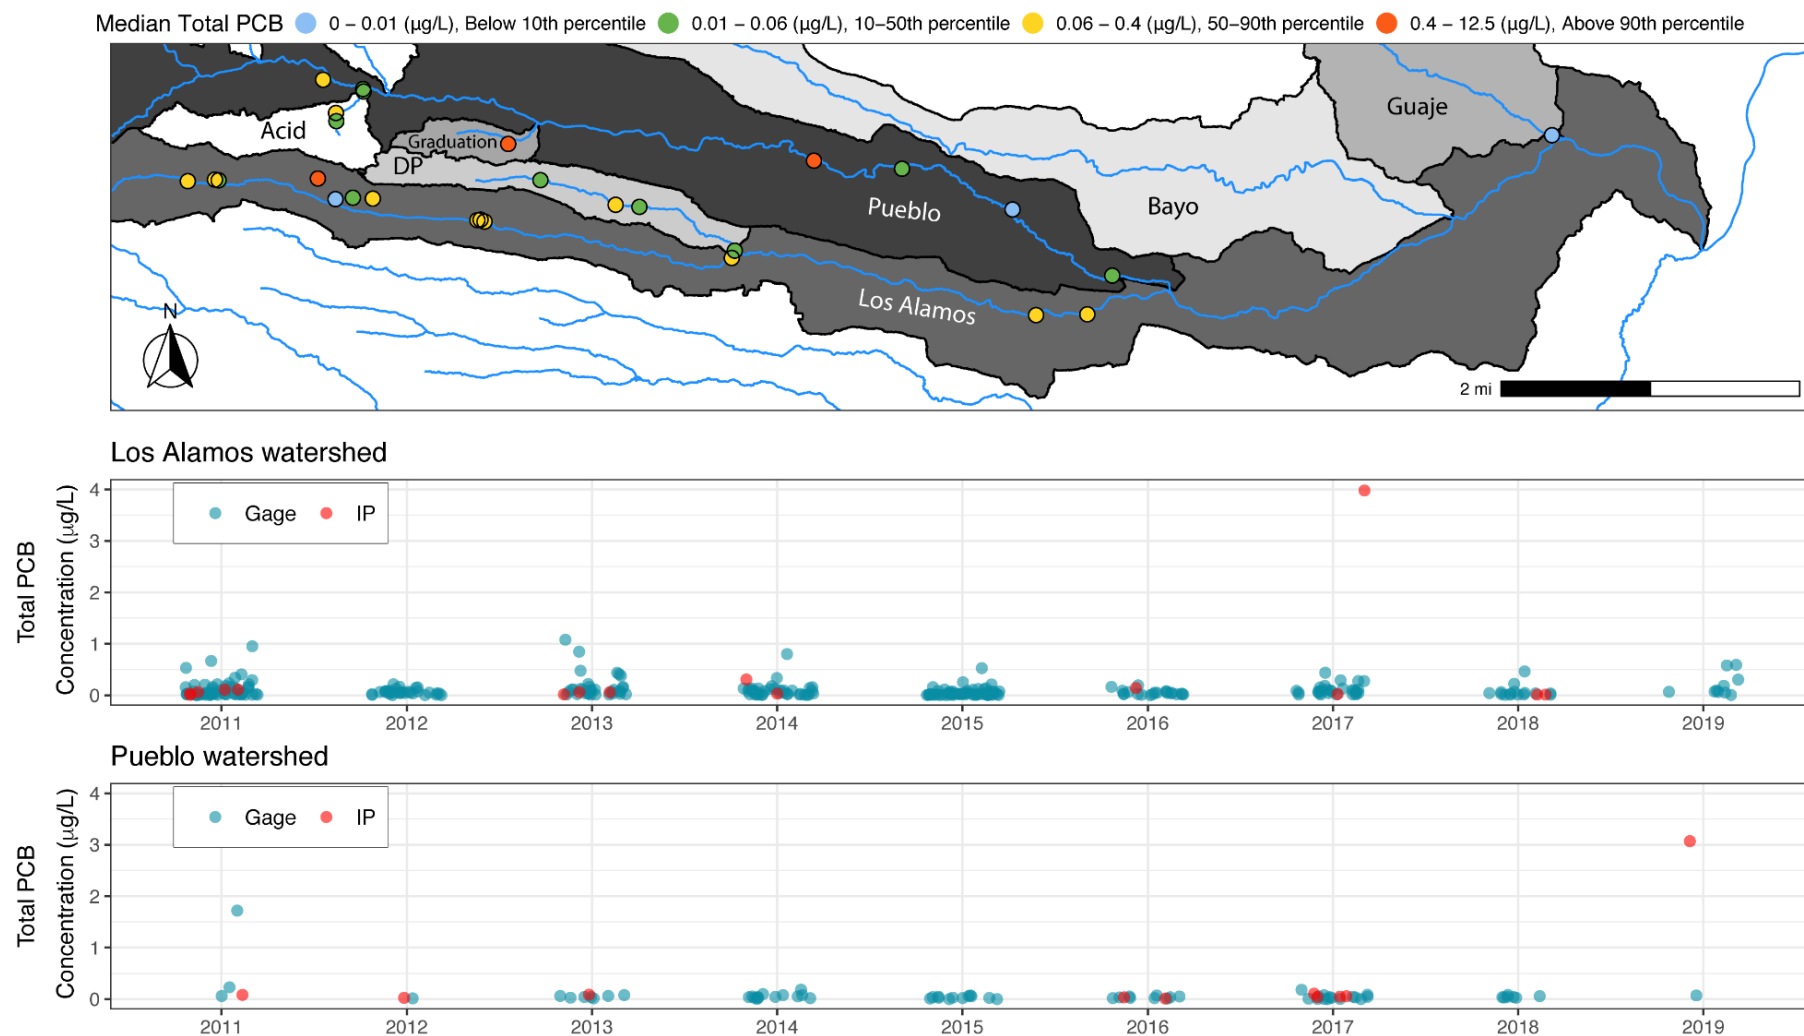 Median Total PCB 0 – 0.01 (μg/L), Below 10th percentile 0.01 – 0.06 (μg/L), 10–50th percentile 0.06 – 0.4 (μg/L), 50–90th percentile 0.4 – 12.5 (μg/L), Above 90th percentile
Guaje
Acid
Graduation
DP
Pueblo
Bayo
Los Alamos
N
2 mi
Los Alamos watershed
Total PCB
Concentration (μg/L)
4
3
2
1
0
Gage IP
2011 2012 2013 2014 2015 2016 2017 2018 2019
Pueblo watershed
Total PCB
Concentration (μg/L)
4
3
2
1
0
Gage IP
2011 2012 2013 2014 2015 2016 2017 2018 2019